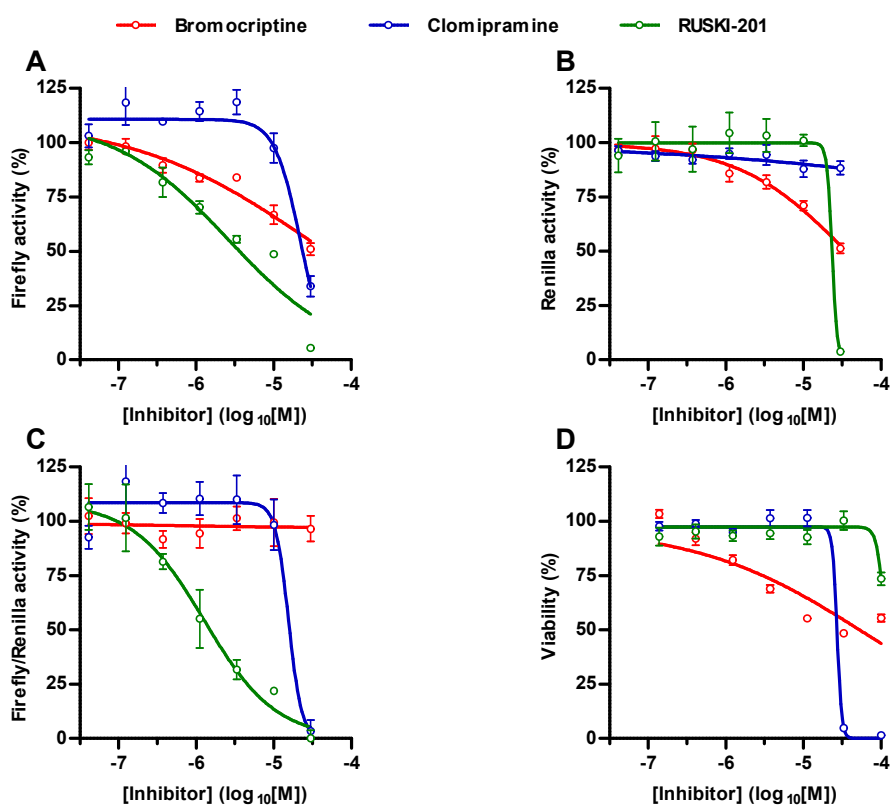 Bromocriptine Clomipramine RUSKI-201
A
Firefly activity (%)
125
100
75
50
25
0
-7 -6 -5 -4
[Inhibitor] (log10[M])
B
Renilla activity (%)
125
100
75
50
25
0
-7 -6 -5 -4
[Inhibitor] (log10[M])
C
Firefly/Renilla activity (%)
125
100
75
50
25
0
-7 -6 -5 -4
[Inhibitor] (log10[M])
D
Viability (%)
125
100
75
50
25
0
-7 -6 -5 -4
[Inhibitor] (log10[M])